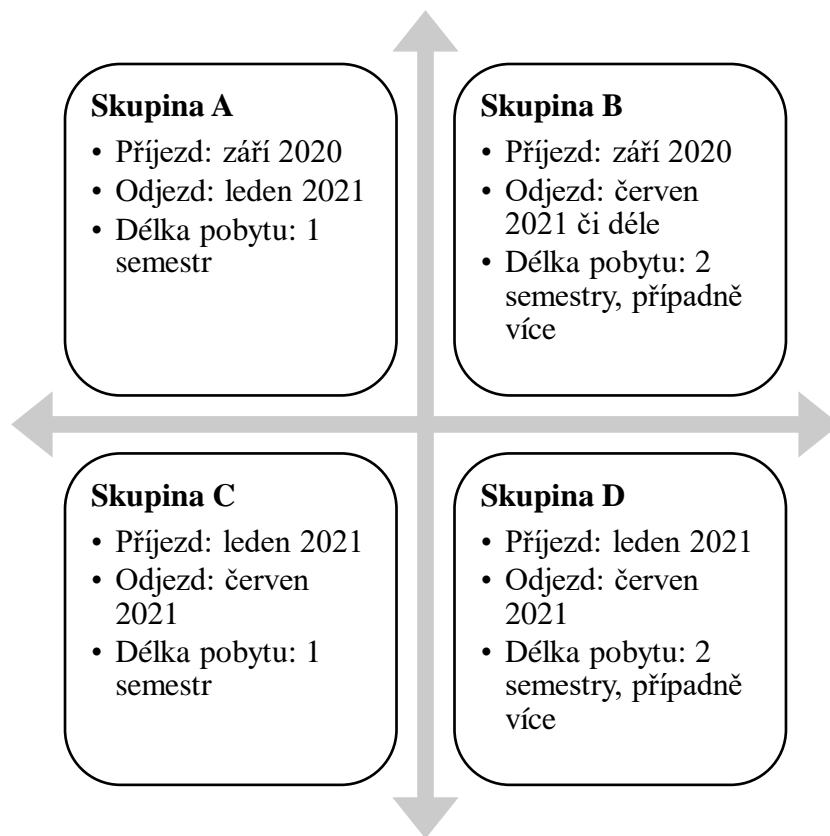 Skupina A
• Příjezd: září 2020
• Odjezd: leden 2021
• Délka pobytu: 1
semestr
Skupina B
• Příjezd: září 2020
• Odjezd: červen
2021 či déle
• Délka pobytu: 2
semestry, případně
více
Skupina C
• Příjezd: leden 2021
• Odjezd: červen
2021
• Délka pobytu: 1
semestr
Skupina D
• Příjezd: leden 2021
• Odjezd: červen
2021
• Délka pobytu: 2
semestry, případně
více